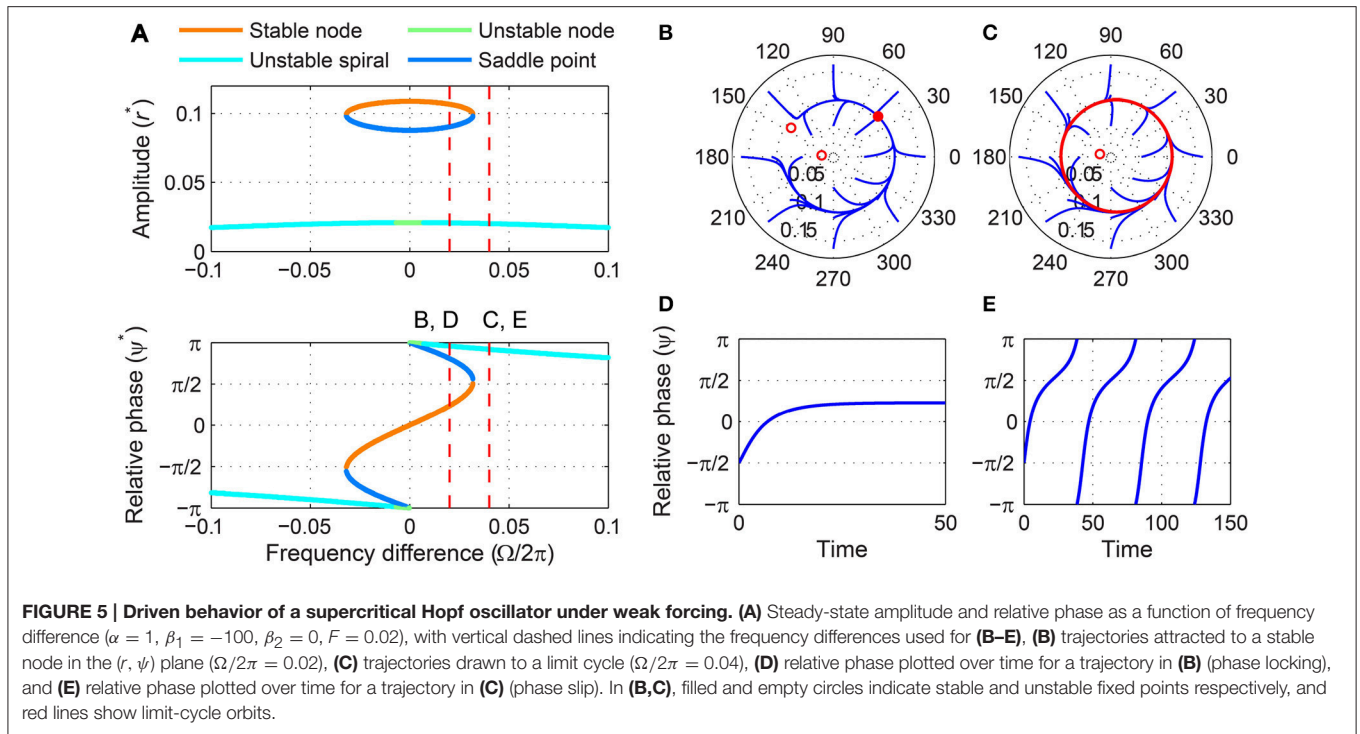 A
Stable node
Unstable node
Unstable spiral
Saddle point
Amplitude (r*)
0.1
0.05
0
−0.1 −0.05 0 0.05 0.1
B, D C, E
Relative phase (ψ*)
π
π/2
0
−π/2
−π
−0.1 −0.05 0 0.05 0.1
Frequency difference (Ω/2π)
B
90
120 60
150 30
180 0
0.05
0.1
0.15
210 330
240 300
270
C
90
120 60
150 30
180 0
0.05
0.1
0.15
210 330
240 300
270
D
Relative phase (ψ)
π
π/2
0
−π/2
−π
0 50
Time
E
π
π/2
0
−π/2
−π
0 50 100 150
Time
FIGURE 5 | Driven behavior of a supercritical Hopf oscillator under weak forcing. (A) Steady-state amplitude and relative phase as a function of frequency
difference (α = 1, β1 = −100, β2 = 0, F = 0.02), with vertical dashed lines indicating the frequency differences used for (B–E), (B) trajectories attracted to a stable
node in the (r, ψ) plane (Ω/2π = 0.02), (C) trajectories drawn to a limit cycle (Ω/2π = 0.04), (D) relative phase plotted over time for a trajectory in (B) (phase locking),
and (E) relative phase plotted over time for a trajectory in (C) (phase slip). In (B,C), filled and empty circles indicate stable and unstable fixed points respectively, and
red lines show limit-cycle orbits.